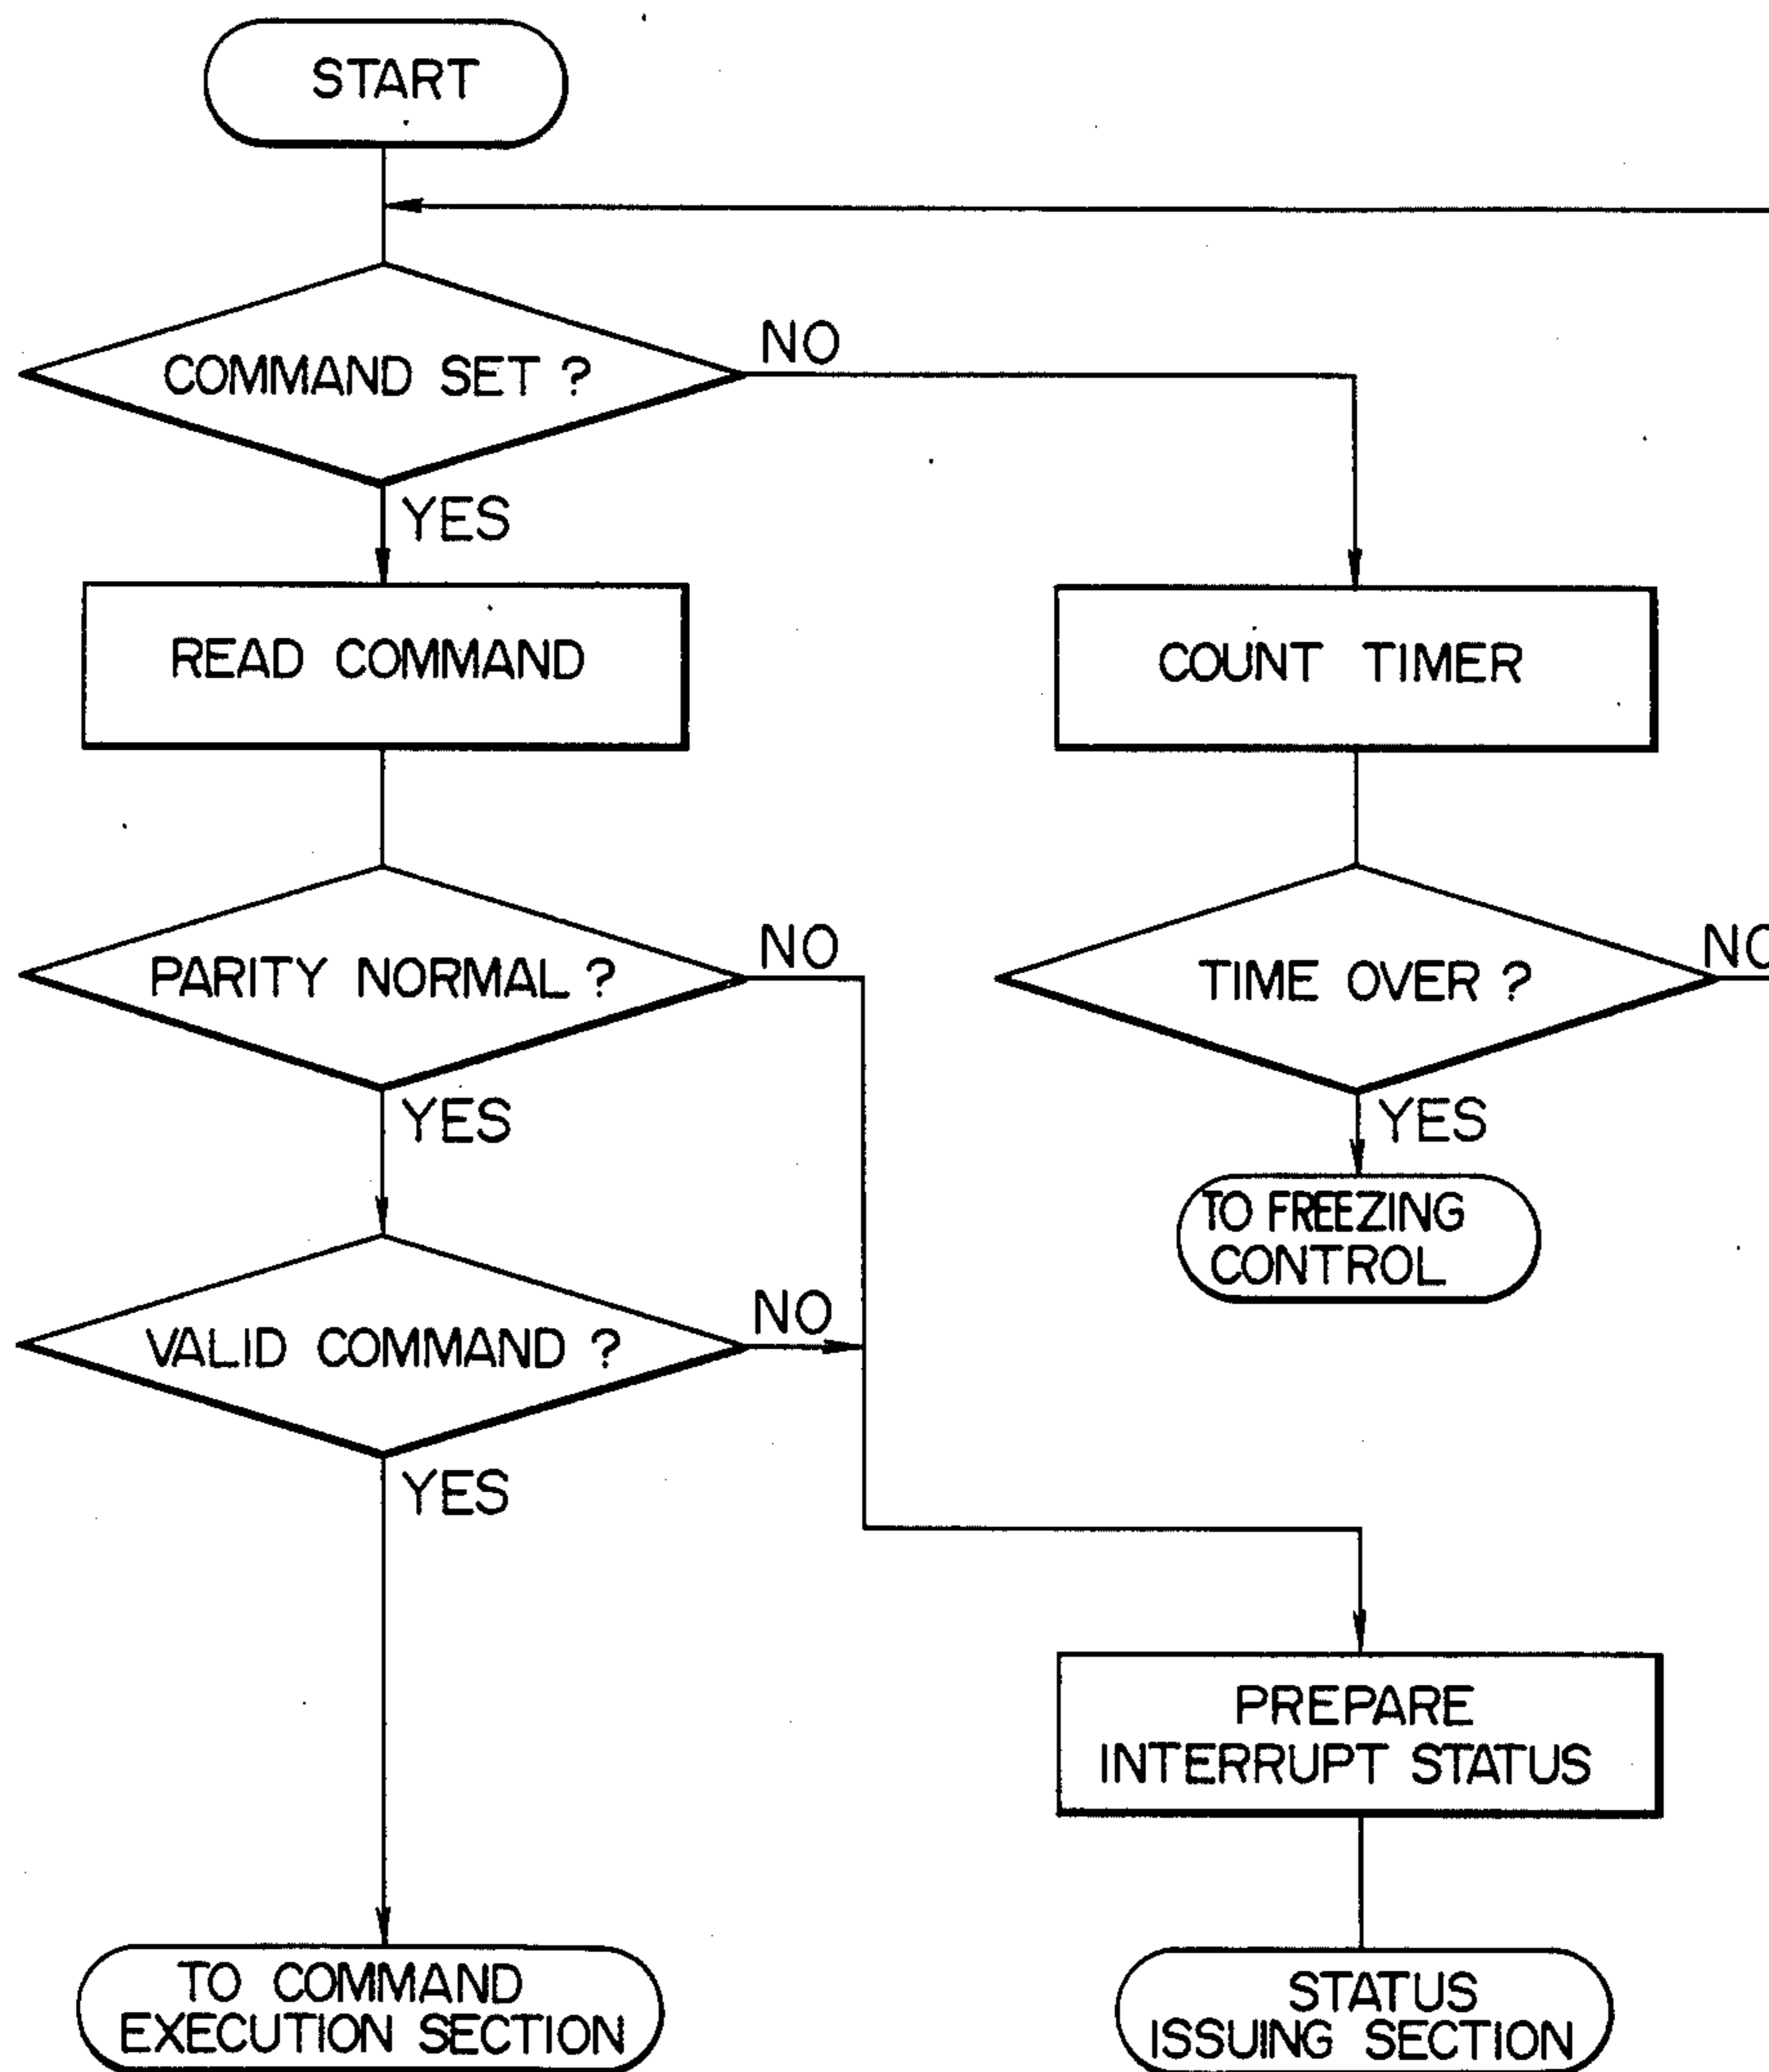 START
COMMAND SET ?
NO
YES
READ COMMAND
COUNT TIMER
PARITY NORMAL ?
NO
TIME OVER ?
NO
YES
YES
TO FREEZING
CONTROL
VALID COMMAND ?
NO
YES
PREPARE
INTERRUPT STATUS
TO COMMAND
EXECUTION SECTION
STATUS
ISSUING SECTION